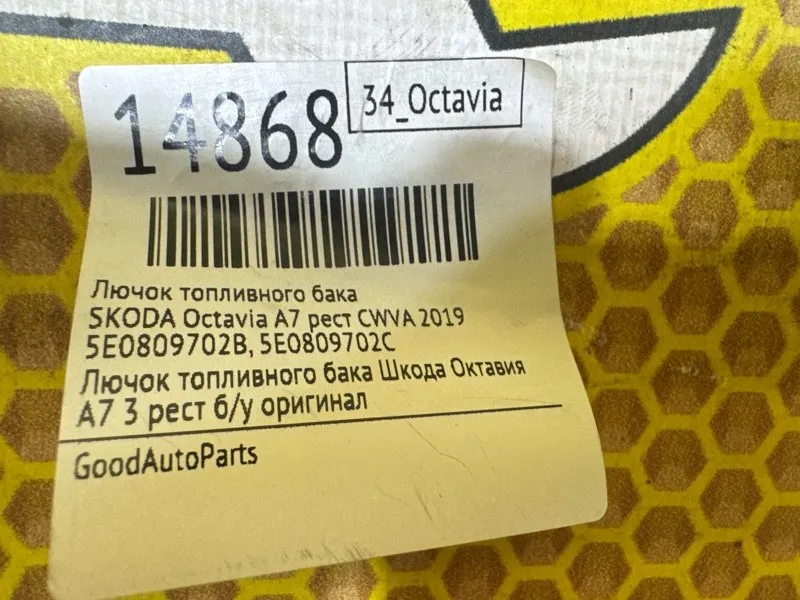 14868
34_Octavia
Лючок топливного бака
SKODA Octavia A7 рест CWVA 2019
5E0809702B, 5E0809702C
Лючок топливного бака Шкода Октавия
А7 3 рест б/у оригинал
GoodAutoParts